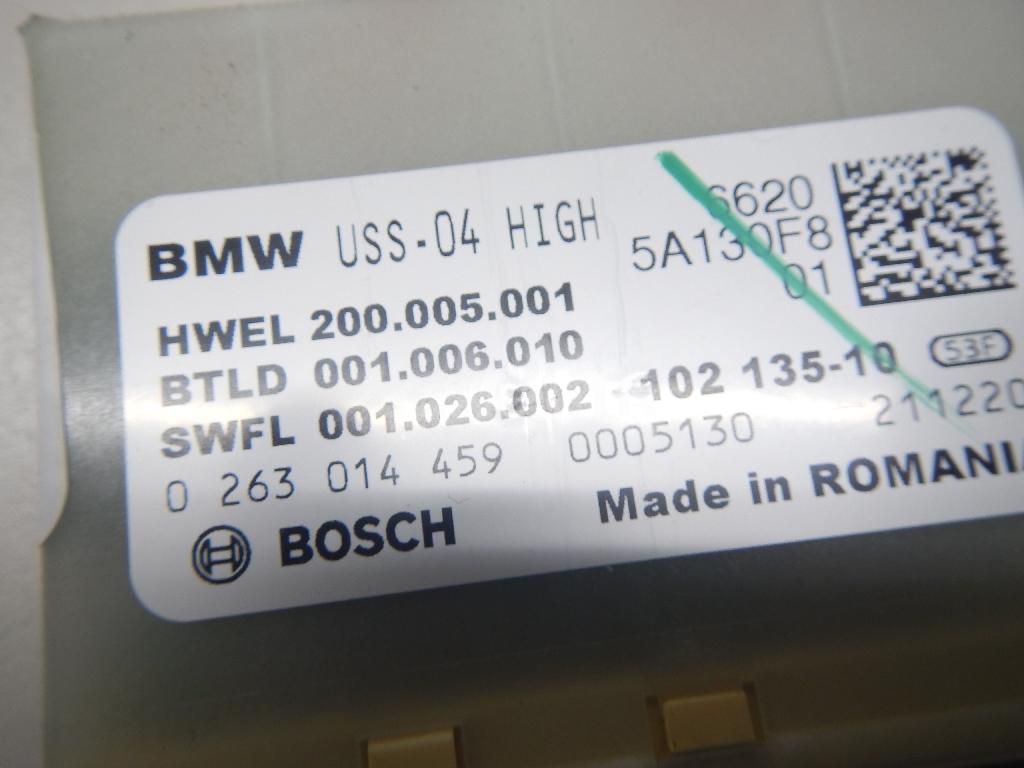 BMW USS-04 HIGH
6620
5A130F8
01
HWEL 200.005.001
BTLD 001.006.010
SWFL 001.026.002 102 135-10 53F
0 263 014 459 0005130 211220
BOSCH Made in ROMANIA